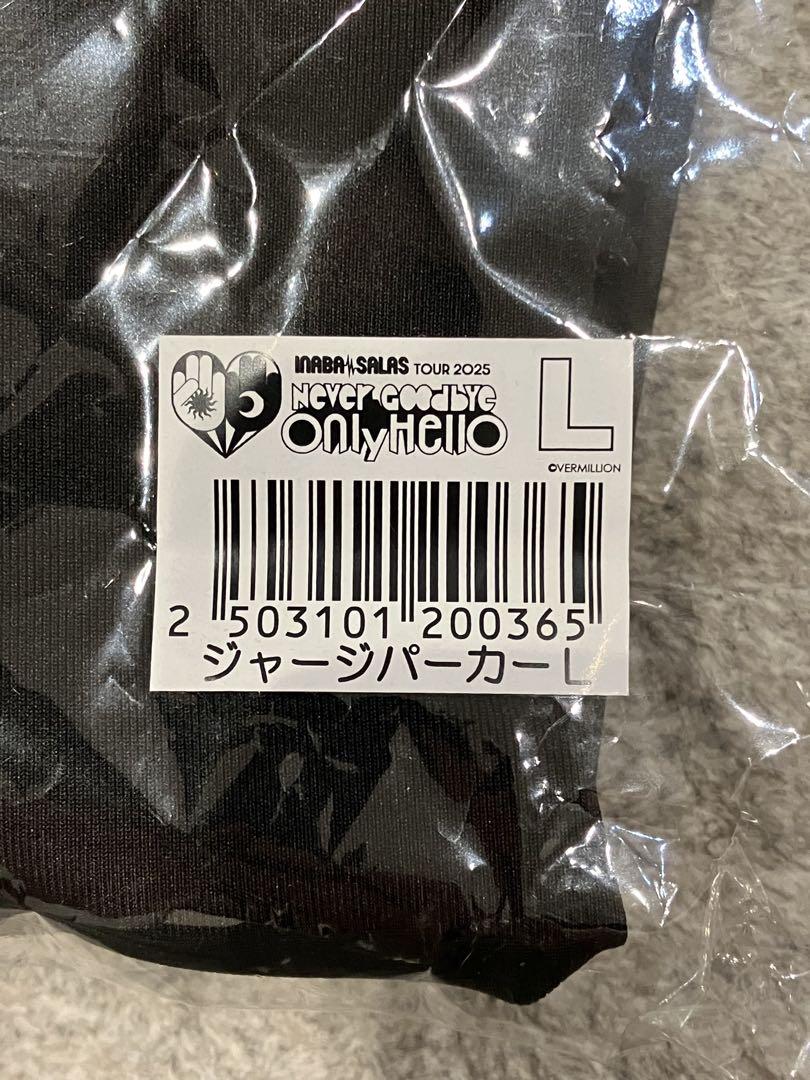 INABA SALAS TOUR 2025
Never Goodbye
Only Hello
L
©VERMILLION
2 503101 200365
ジャージパーカーL